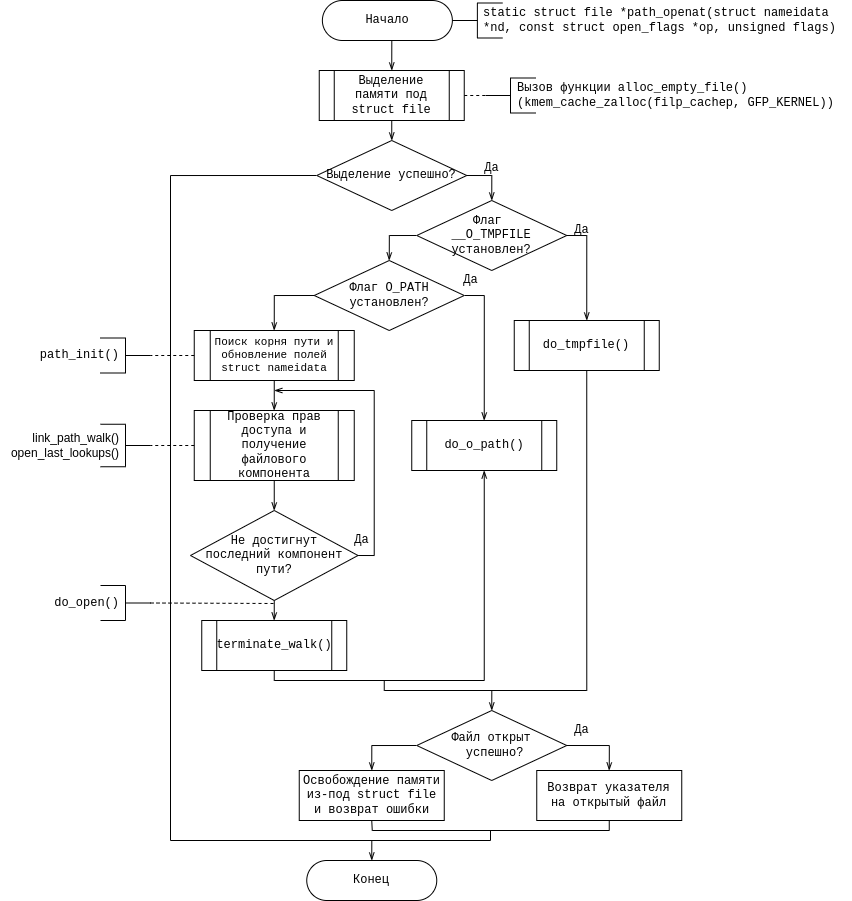 Начало
static struct file *path_openat(struct nameidata
*nd, const struct open_flags *op, unsigned flags)
Выделение
памяти под
struct file
Вызов функции alloc_empty_file()
(kmem_cache_zalloc(filp_cachep, GFP_KERNEL))
Выделение успешно?
Да
Флаг
__O_TMPFILE
установлен?
Да
Флаг O_PATH
установлен?
Да
do_tmpfile()
path_init()
Поиск корня пути и
обновление полей
struct nameidata
link_path_walk()
open_last_lookups()
Проверка прав
доступа и
получение
файлового
компонента
do_o_path()
Не достигнут
последний компонент
пути?
Да
do_open()
terminate_walk()
Файл открыт
успешно?
Да
Освобождение памяти
из-под struct file
и возврат ошибки
Возврат указателя
на открытый файл
Конец